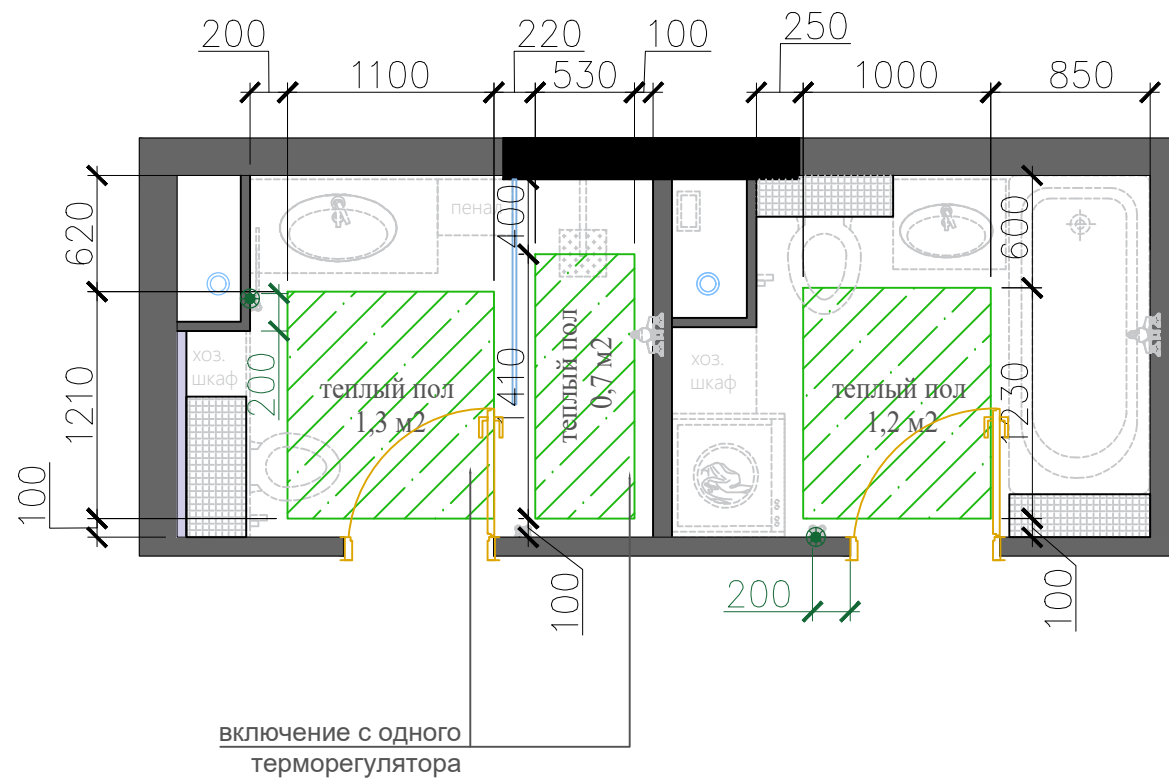 200
220
100
250
1100
530
1000
850
620
1210
100
пенал
400
1410
600
1230
хоз.
шкаф
200
теплый пол
1,3 м2
теплый пол
0,7 м2
хоз.
шкаф
теплый пол
1,2 м2
100
200
100
включение с одного
терморегулятора